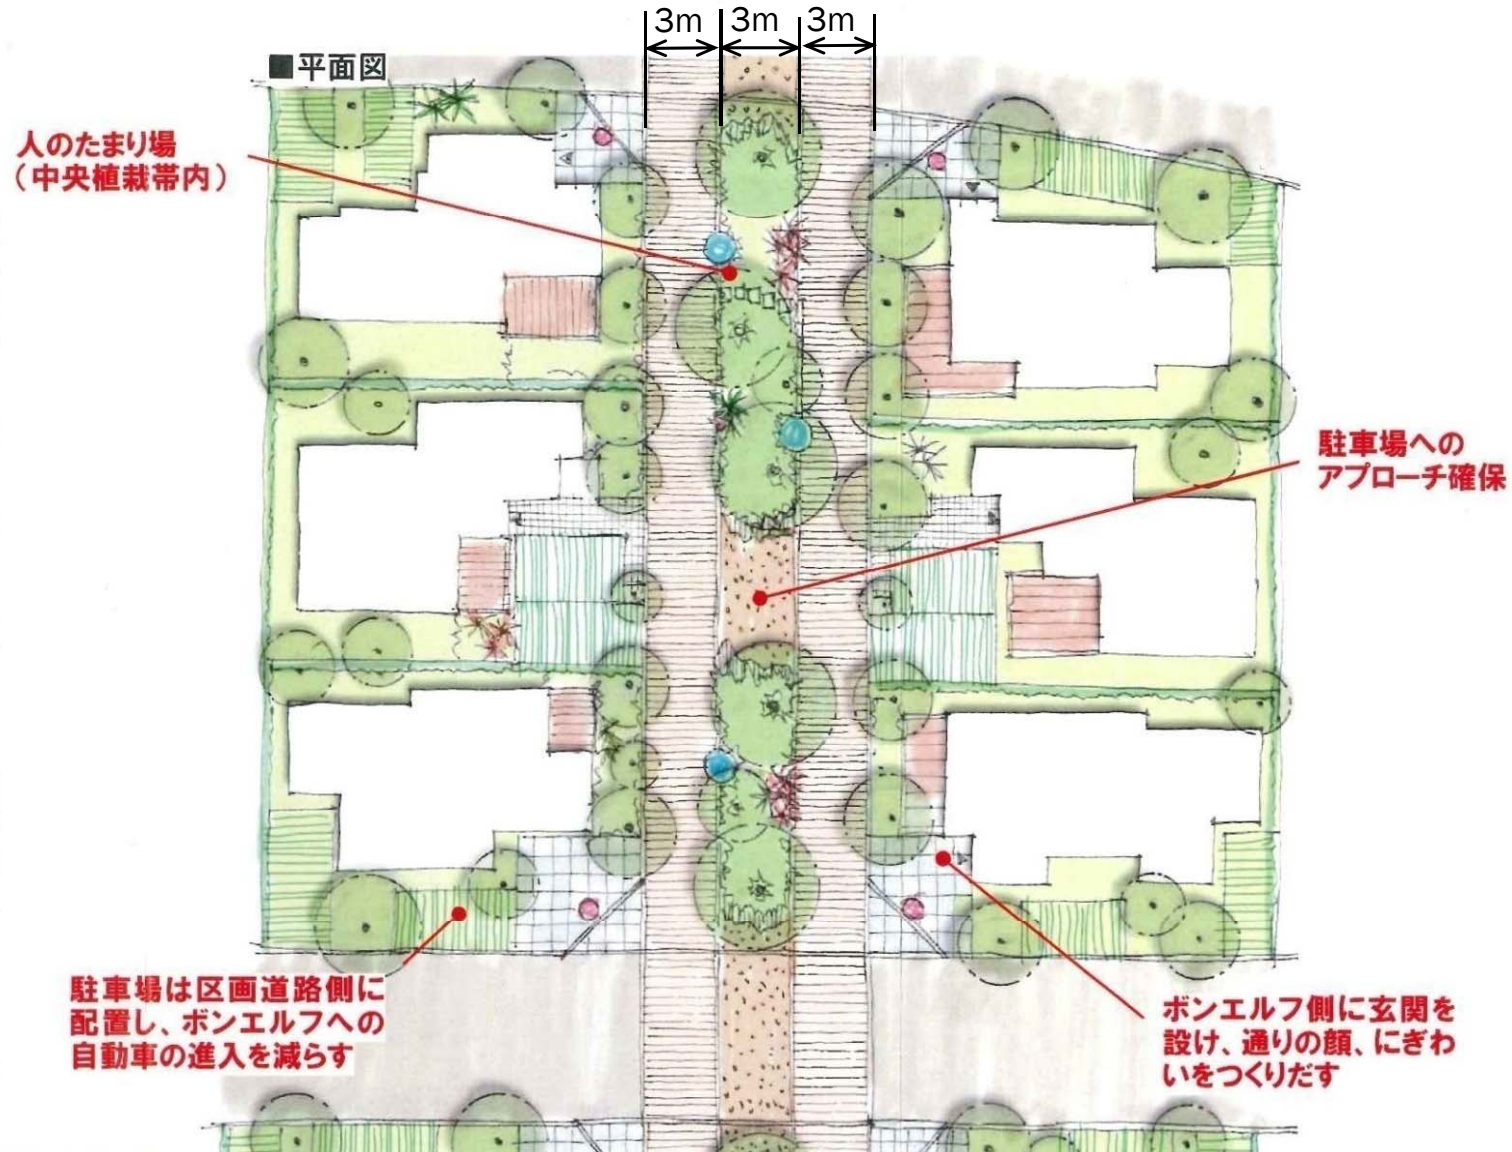 3m 3m 3m
■平面図
人のたまり場
（中央植栽帯内）
駐車場への
アプローチ確保
駐車場は区画道路側に
配置し、ボンエルフへの
自動車の進入を減らす
ボンエルフ側に玄関を
設け、通りの顔、にぎわ
いをつくりだす